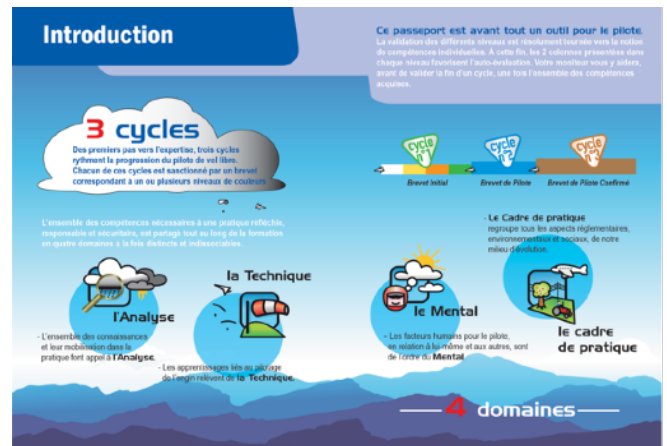 Introduction
Ce passeport est avant tout un outil pour le pilote.
La validation des différents niveaux est résolument tournée vers la notion
de compétences individuelles. À cette fin, les 2 colonnes présentées dans
chaque niveau favorisent l'auto-évaluation. Votre moniteur vous y aidera,
avant de valider la fin d'un cycle, une fois l'ensemble des compétences
acquises.
3 cycles
Des premiers pas vers l'expertise, trois cycles
rythment la progression du pilote de vol libre.
Chacun de ces cycles est sanctionné par un brevet
correspondant à un ou plusieurs niveaux de couleurs.
cycle n°1
cycle n°2
cycle n°3
Brevet Initial
Brevet de Pilote
Brevet de Pilote Confirmé
L'ensemble des compétences nécessaires à une pratique réfléchie,
responsable et sécuritaire, est partagé tout au long de la formation
en quatre domaines à la fois distincts et indissociables.
l'Analyse
- L'ensemble des connaissances
et leur mobilisation dans la
pratique font appel à l'Analyse.
la Technique
- Les apprentissages liés au pilotage
de l'engin relèvent de la Technique.
le Mental
- Les facteurs humains pour le pilote,
en relation à lui même et aux autres, sont
de l'ordre du Mental.
- Le Cadre de pratique
regroupe tous les aspects réglementaires,
environnementaux et sociaux, de notre
milieu d'évolution.
le cadre
de pratique
4 domaines